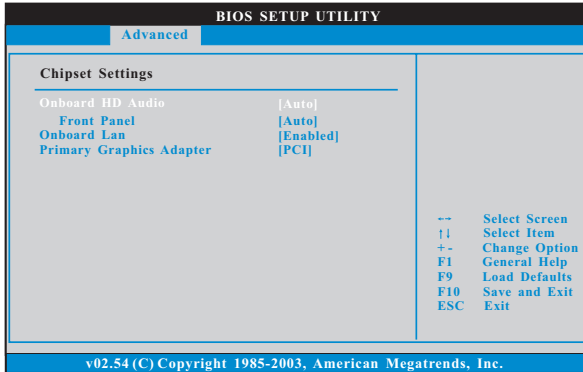 BIOS SETUP UTILITY
Advanced
Chipset Settings
Onboard HD Audio [Auto]
Front Panel [Auto]
Onboard Lan [Enabled]
Primary Graphics Adapter [PCI]
←→ Select Screen
↑↓ Select Item
+- Change Option
F1 General Help
F9 Load Defaults
F10 Save and Exit
ESC Exit
v02.54 (C) Copyright 1985-2003, American Megatrends, Inc.